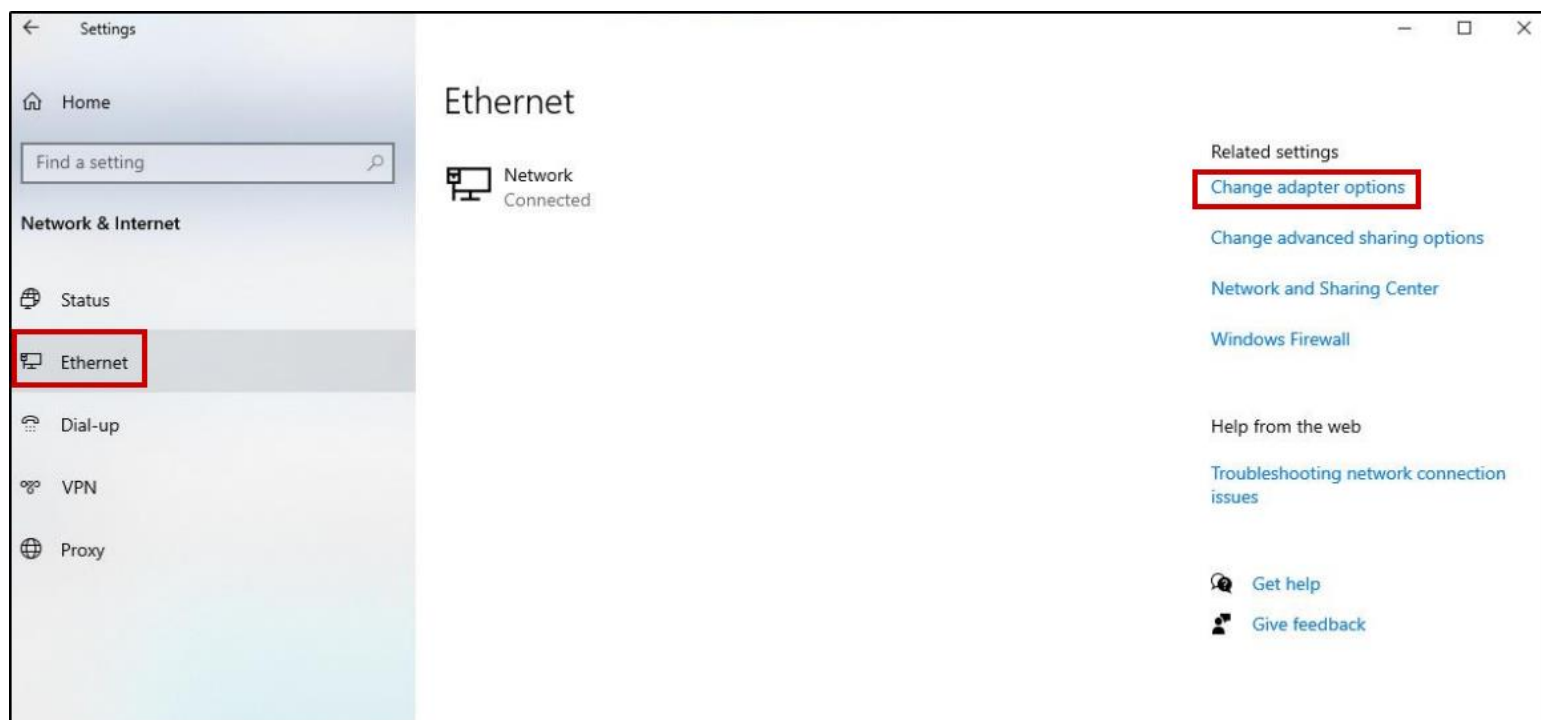 Settings
Home
Find a setting
Network & Internet
Status
Ethernet
Dial-up
VPN
Proxy
Ethernet
Network
Connected
Related settings
Change adapter options
Change advanced sharing options
Network and Sharing Center
Windows Firewall
Help from the web
Troubleshooting network connection
issues
Get help
Give feedback